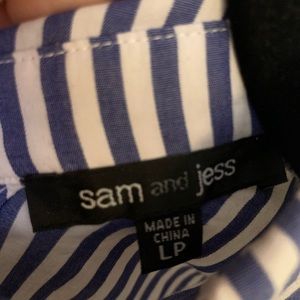 sam and jess
MADE IN
CHINA
LP